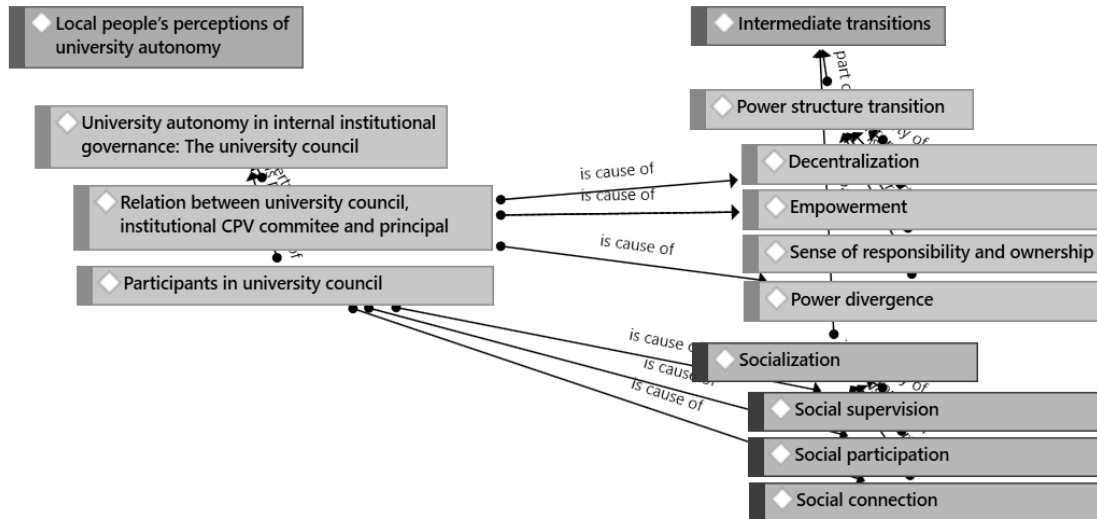 Local people's perceptions of
university autonomy
Intermediate transitions
part
Power structure transition
University autonomy in internal institutional
governance: The university council
Decentralization
is cause of
Relation between university council,
institutional CPV commitee and principal
is cause of
Empowerment
is cause of
Sense of responsibility and ownership
of
Participants in university council
Power divergence
is cause of
Socialization
is cause of
is cause of
Social supervision
Social participation
Social connection